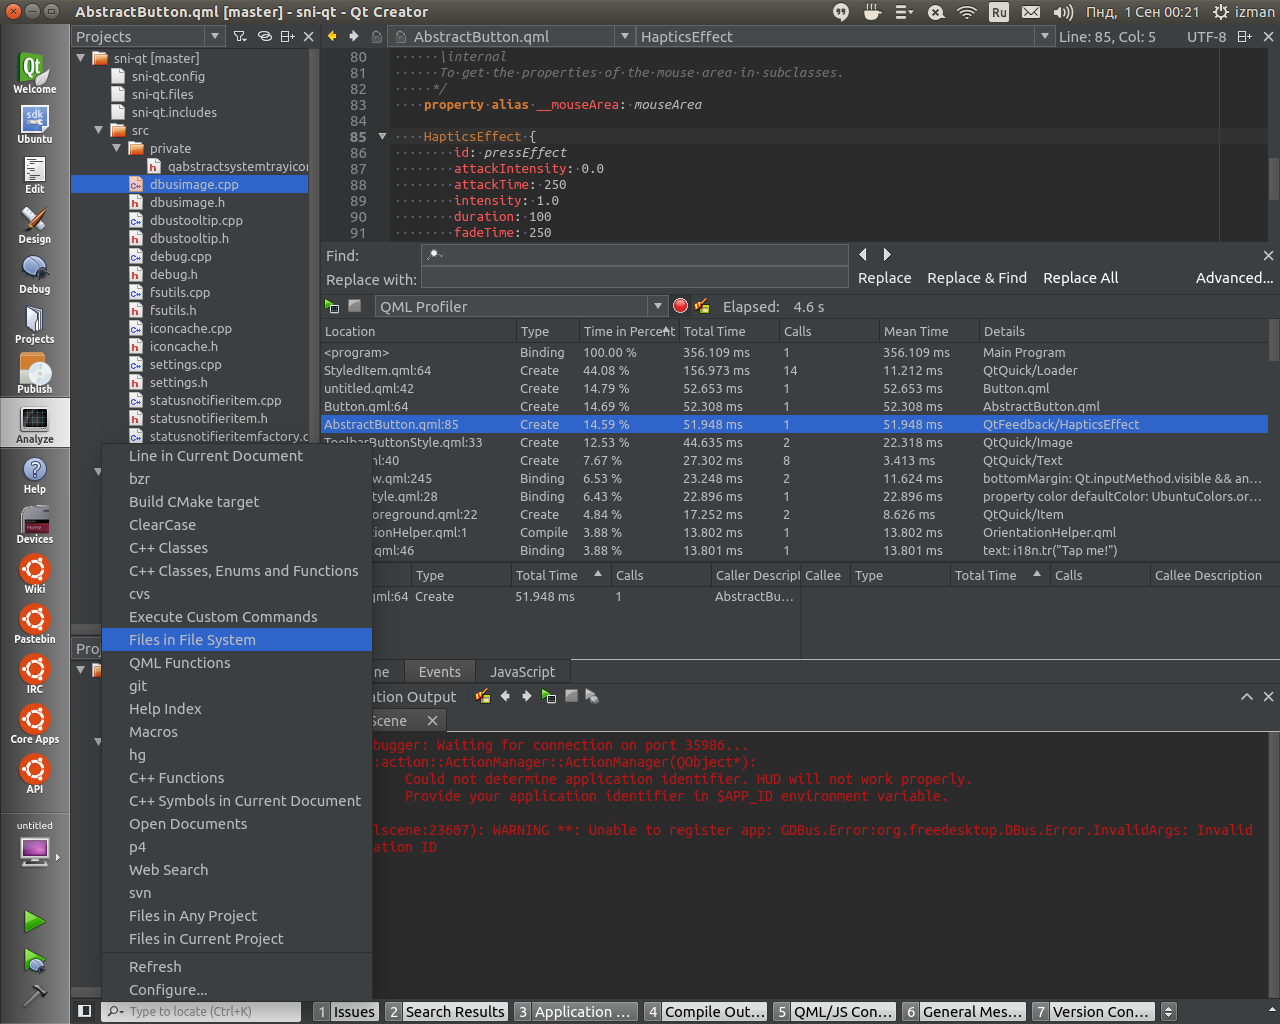 AbstractButton.qml [master] - sni-qt - Qt Creator
Ru
Пнд, 1 Сен 00:21
izman
Projects
AbstractButton.qml
HapticsEffect
Line: 85, Col: 5
UTF-8
Welcome
Ubuntu
Edit
Design
Debug
Projects
Publish
Analyze
Help
Devices
Wiki
Pastebin
IRC
Core Apps
API
untitled
sni-qt [master]
sni-qt.config
sni-qt.files
sni-qt.includes
src
private
qabstractsystemtrayicon
dbusimage.cpp
dbusimage.h
dbustooltip.cpp
dbustooltip.h
debug.cpp
debug.h
fsutils.cpp
fsutils.h
iconcache.cpp
iconcache.h
settings.cpp
settings.h
statusnotifieritem.cpp
statusnotifieritem.h
statusnotifieritemfactory.c
80 \internal
81 To get the properties of the mouse area in subclasses.
82 */
83 property alias __mouseArea: mouseArea
84
85 HapticsEffect {
86 id: pressEffect
87 attackIntensity: 0.0
88 attackTime: 250
89 intensity: 1.0
90 duration: 100
91 fadeTime: 250
Find:
Replace with:
Replace Replace & Find Replace All Advanced...
QML Profiler Elapsed: 4.6 s
Location Type Time in Percent Total Time Calls Mean Time Details
<program> Binding 100.00 % 356.109 ms 1 356.109 ms Main Program
StyledItem.qml:64 Create 44.08 % 156.973 ms 14 11.212 ms QtQuick/Loader
untitled.qml:42 Create 14.79 % 52.653 ms 1 52.653 ms Button.qml
Button.qml:64 Create 14.69 % 52.308 ms 1 52.308 ms AbstractButton.qml
AbstractButton.qml:85 Create 14.59 % 51.948 ms 1 51.948 ms QtFeedback/HapticsEffect
ToolbarButtonStyle.qml:33 Create 12.53 % 44.635 ms 2 22.318 ms QtQuick/Image
ml:40 Create 7.67 % 27.302 ms 8 3.413 ms QtQuick/Text
w.qml:245 Binding 6.53 % 23.248 ms 2 11.624 ms bottomMargin: Qt.inputMethod.visible && an...
tyle.qml:28 Binding 6.43 % 22.896 ms 1 22.896 ms property color defaultColor: UbuntuColors.or...
oreground.qml:22 Create 4.84 % 17.252 ms 2 8.626 ms QtQuick/Item
tionHelper.qml:1 Compile 3.88 % 13.802 ms 1 13.802 ms OrientationHelper.qml
.qml:46 Binding 3.88 % 13.801 ms 1 13.801 ms text: i18n.tr("Tap me!")
Type Total Time Calls Caller Descript Callee Type Total Time Calls Callee Description
ml:64 Create 51.948 ms 1 AbstractBu...
ne Events JavaScript
ation Output
Scene
bugger: Waiting for connection on port 35986...
:action::ActionManager::ActionManager(QObject*):
Could not determine application identifier. HUD will not work properly.
Provide your application identifier in $APP_ID environment variable.
lscene:23607): WARNING **: Unable to register app: GDBus.Error:org.freedesktop.DBus.Error.InvalidArgs: Invalid
ation ID
Proj
Line in Current Document
bzr
Build CMake target
ClearCase
C++ Classes
C++ Classes, Enums and Functions
cvs
Execute Custom Commands
Files in File System
QML Functions
git
Help Index
Macros
hg
C++ Functions
C++ Symbols in Current Document
Open Documents
p4
Web Search
svn
Files in Any Project
Files in Current Project
Refresh
Configure...
Type to locate (Ctrl+K)
1 Issues 2 Search Results 3 Application ... 4 Compile Out... 5 QML/JS Con... 6 General Mes... 7 Version Con...